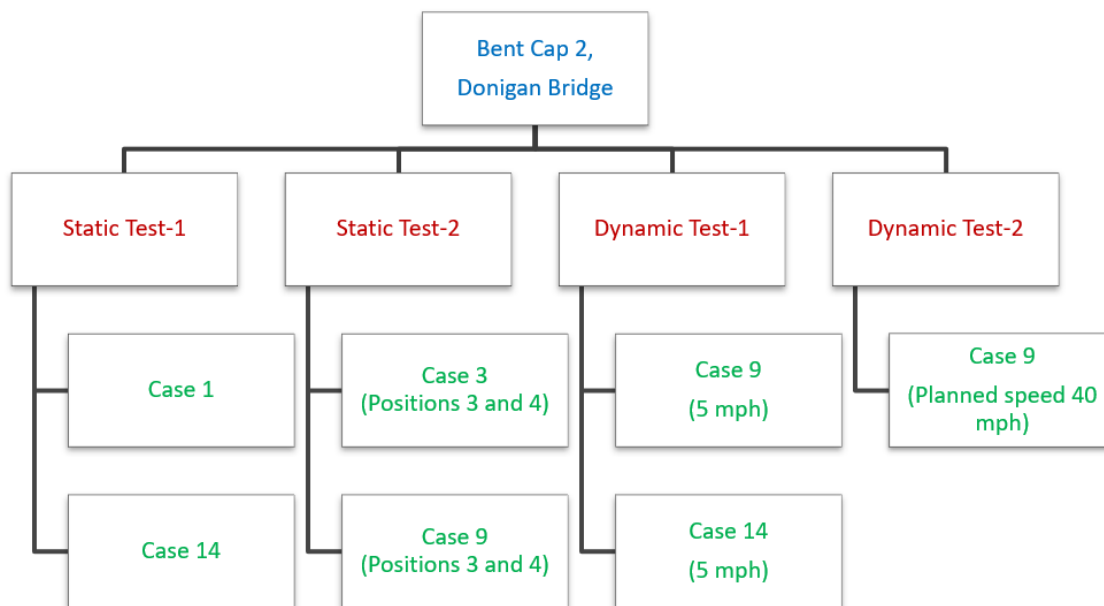 Bent Cap 2,
Donigan Bridge
Static Test-1
Static Test-2
Dynamic Test-1
Dynamic Test-2
Case 1
Case 3
(Positions 3 and 4)
Case 9
(5 mph)
Case 9
(Planned speed 40
mph)
Case 14
Case 9
(Positions 3 and 4)
Case 14
(5 mph)